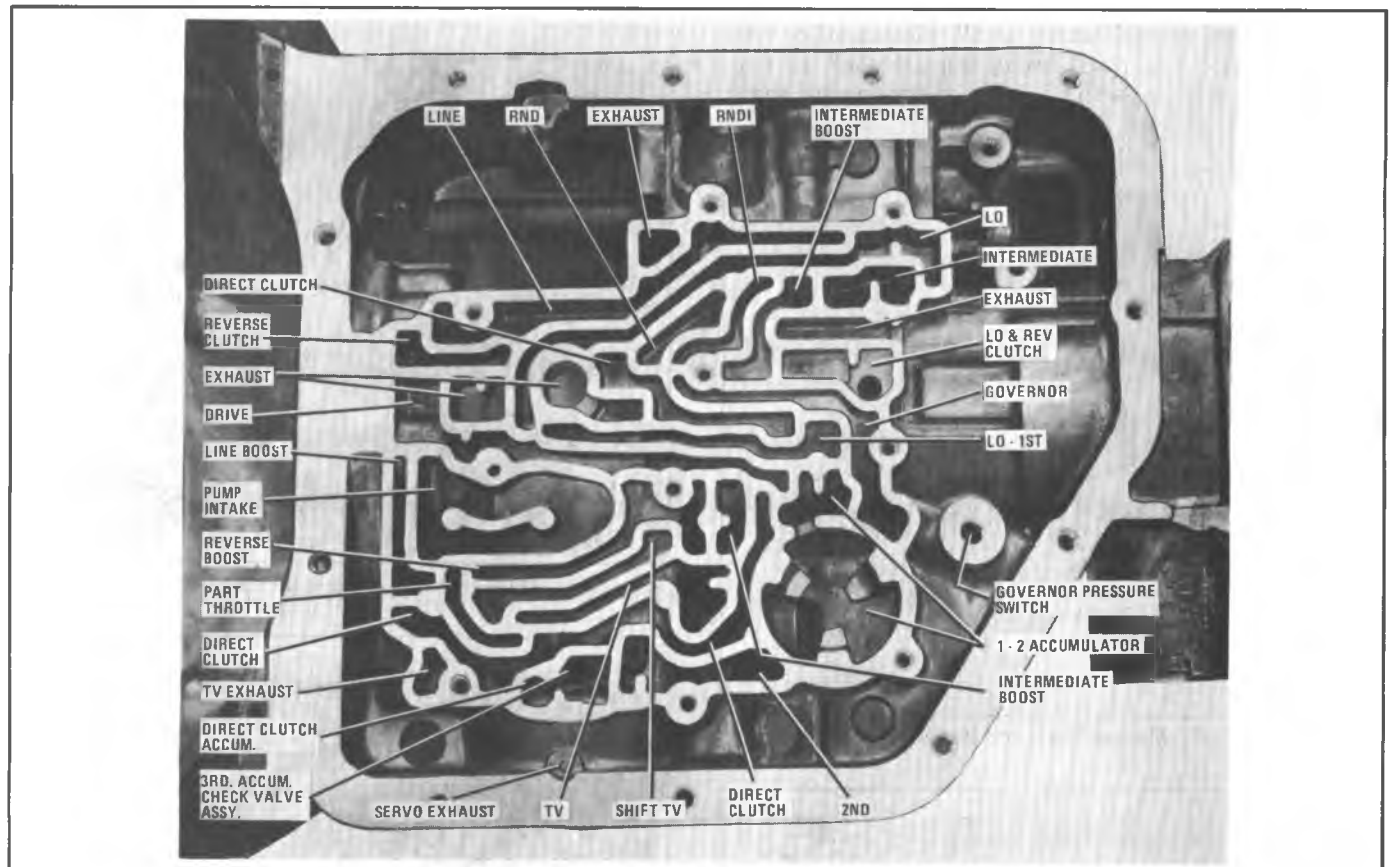 LINE
RND
EXHAUST
RNDI
INTERMEDIATE
BOOST
LO
INTERMEDIATE
EXHAUST
LO & REV
CLUTCH
GOVERNOR
LO - 1ST
GOVERNOR PRESSURE
SWITCH
1 - 2 ACCUMULATOR
INTERMEDIATE
BOOST
DIRECT CLUTCH
REVERSE
CLUTCH
EXHAUST
DRIVE
LINE BOOST
PUMP
INTAKE
REVERSE
BOOST
PART
THROTTLE
DIRECT
CLUTCH
TV EXHAUST
DIRECT CLUTCH
ACCUM.
3RD. ACCUM.
CHECK VALVE
ASSY.
SERVO EXHAUST
TV
SHIFT TV
DIRECT
CLUTCH
2ND